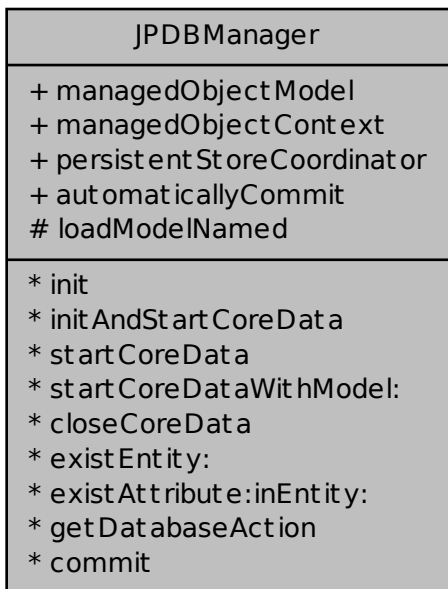 JPDBManager
+ managedObjectModel
+ managedObjectContext
+ persistentStoreCoordinator
+ automaticallyCommit
# loadModelNamed
* init
* initAndStartCoreData
* startCoreData
* startCoreDataWithModel:
* closeCoreData
* existEntity:
* existAttribute:inEntity:
* getDatabaseAction
* commit